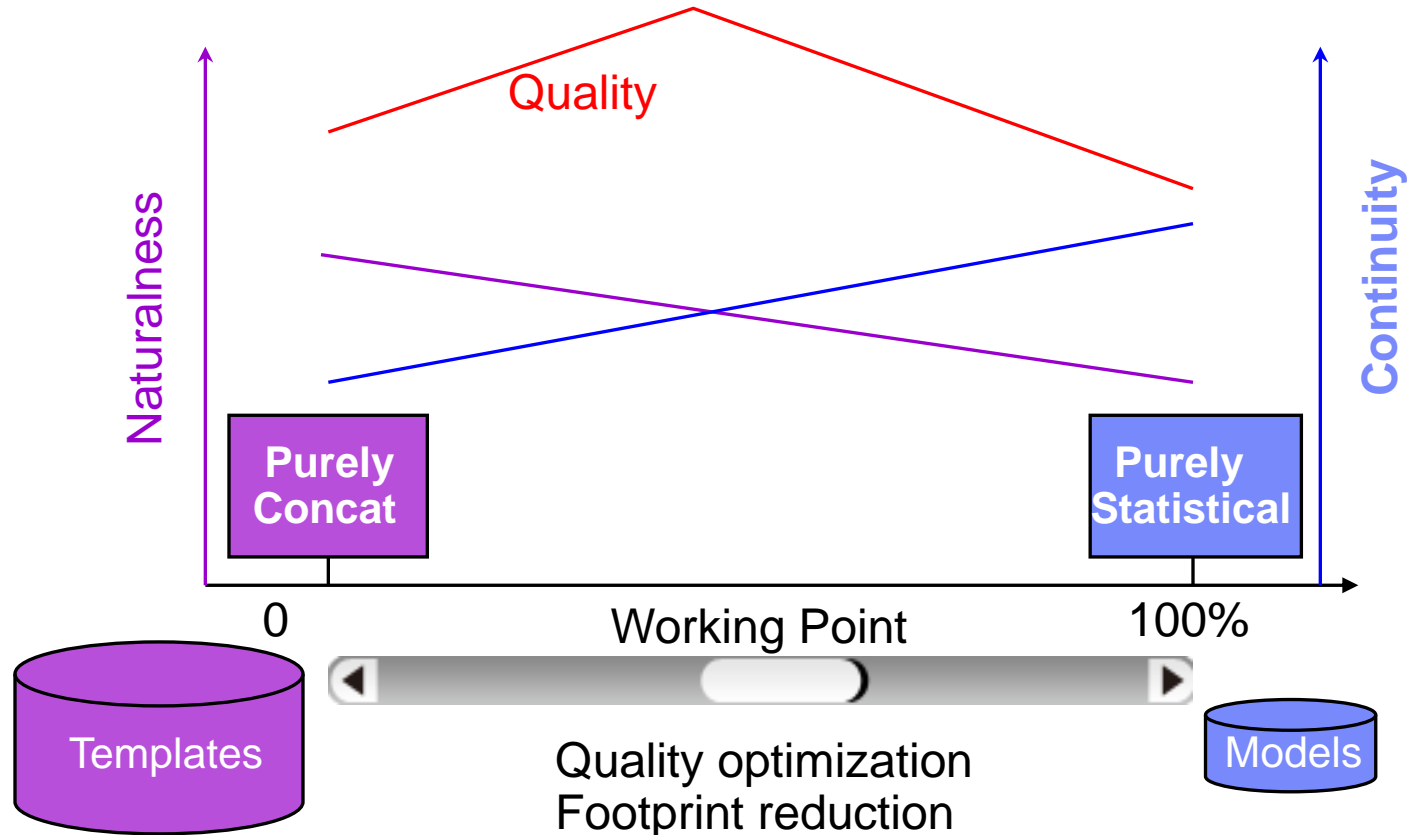 Quality
Naturalness
Continuity
Purely
Concat
Purely
Statistical
0
Working Point
100%
Templates
Models
Quality optimization
Footprint reduction